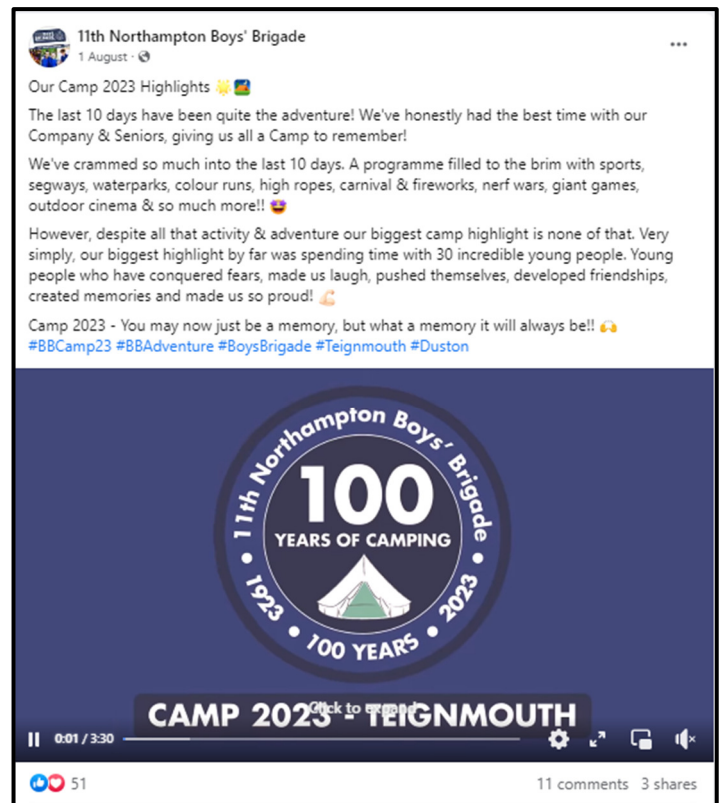 11th Northampton Boys' Brigade
1 August ·
Our Camp 2023 Highlights
The last 10 days have been quite the adventure! We've honestly had the best time with our
Company & Seniors, giving us all a Camp to remember!
We've crammed so much into the last 10 days. A programme filled to the brim with sports,
segways, waterparks, colour runs, high ropes, carnival & fireworks, nerf wars, giant games,
outdoor cinema & so much more!! 🤩
However, despite all that activity & adventure our biggest camp highlight is none of that. Very
simply, our biggest highlight by far was spending time with 30 incredible young people. Young
people who have conquered fears, made us laugh, pushed themselves, developed friendships,
created memories and made us so proud! 💪🏻
Camp 2023 - You may now just be a memory, but what a memory it will always be!! 🙌
#BBCamp23 #BBAdventure #BoysBrigade #Teignmouth #Duston
11th Northampton Boys' Brigade
100
YEARS OF CAMPING
1923 • 100 YEARS • 2023
Click to expand
CAMP 2023 - TEIGNMOUTH
0:01 / 3:30
51
11 comments 3 shares